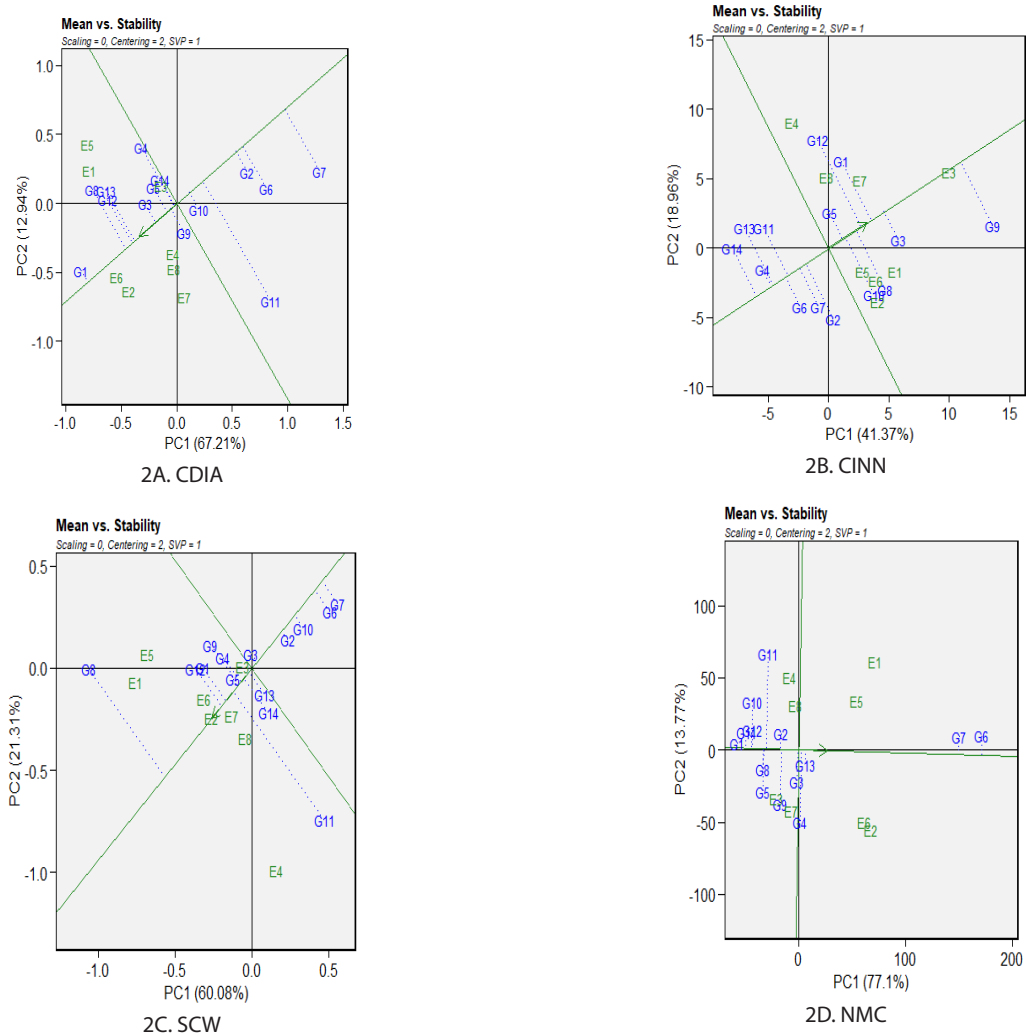 Mean vs. Stability
Scaling = 0, Centering = 2, SVP = 1
PC2 (12.94%)
1.0
0.5
0.0
-0.5
-1.0
E5
E1
G4
G14
G5
G8
G13
G12
G3
G10
G9
G2
G6
G7
G1
E6
E2
E4
E8
E7
G11
-1.0 -0.5 0.0 0.5 1.0 1.5
PC1 (67.21%)
2A. CDIA
Mean vs. Stability
Scaling = 0, Centering = 2, SVP = 1
PC2 (18.96%)
15
10
5
0
-5
-10
E4
G12
G1
E7
E3
G5
G9
G3
G13
G11
G14
G4
E5
E1
E6
G8
G10
E2
G6
G7
G2
-5 0 5 10 15
PC1 (41.37%)
2B. CINN
Mean vs. Stability
Scaling = 0, Centering = 2, SVP = 1
PC2 (21.31%)
0.5
0.0
-0.5
-1.0
G7
G6
G10
G2
G9
G3
G4
E5
G8
E3
G5
E1
G13
E6
G14
E2
E7
E8
G11
E4
-1.0 -0.5 0.0 0.5
PC1 (60.08%)
2C. SCW
Mean vs. Stability
Scaling = 0, Centering = 2, SVP = 1
PC2 (13.77%)
100
50
0
-50
-100
G11
E1
E4
G10
E8
E5
G12
G2
G1
G7
G6
G8
G13
G3
G5
G9
E7
G4
E6
E2
0 100 200
PC1 (77.1%)
2D. NMC